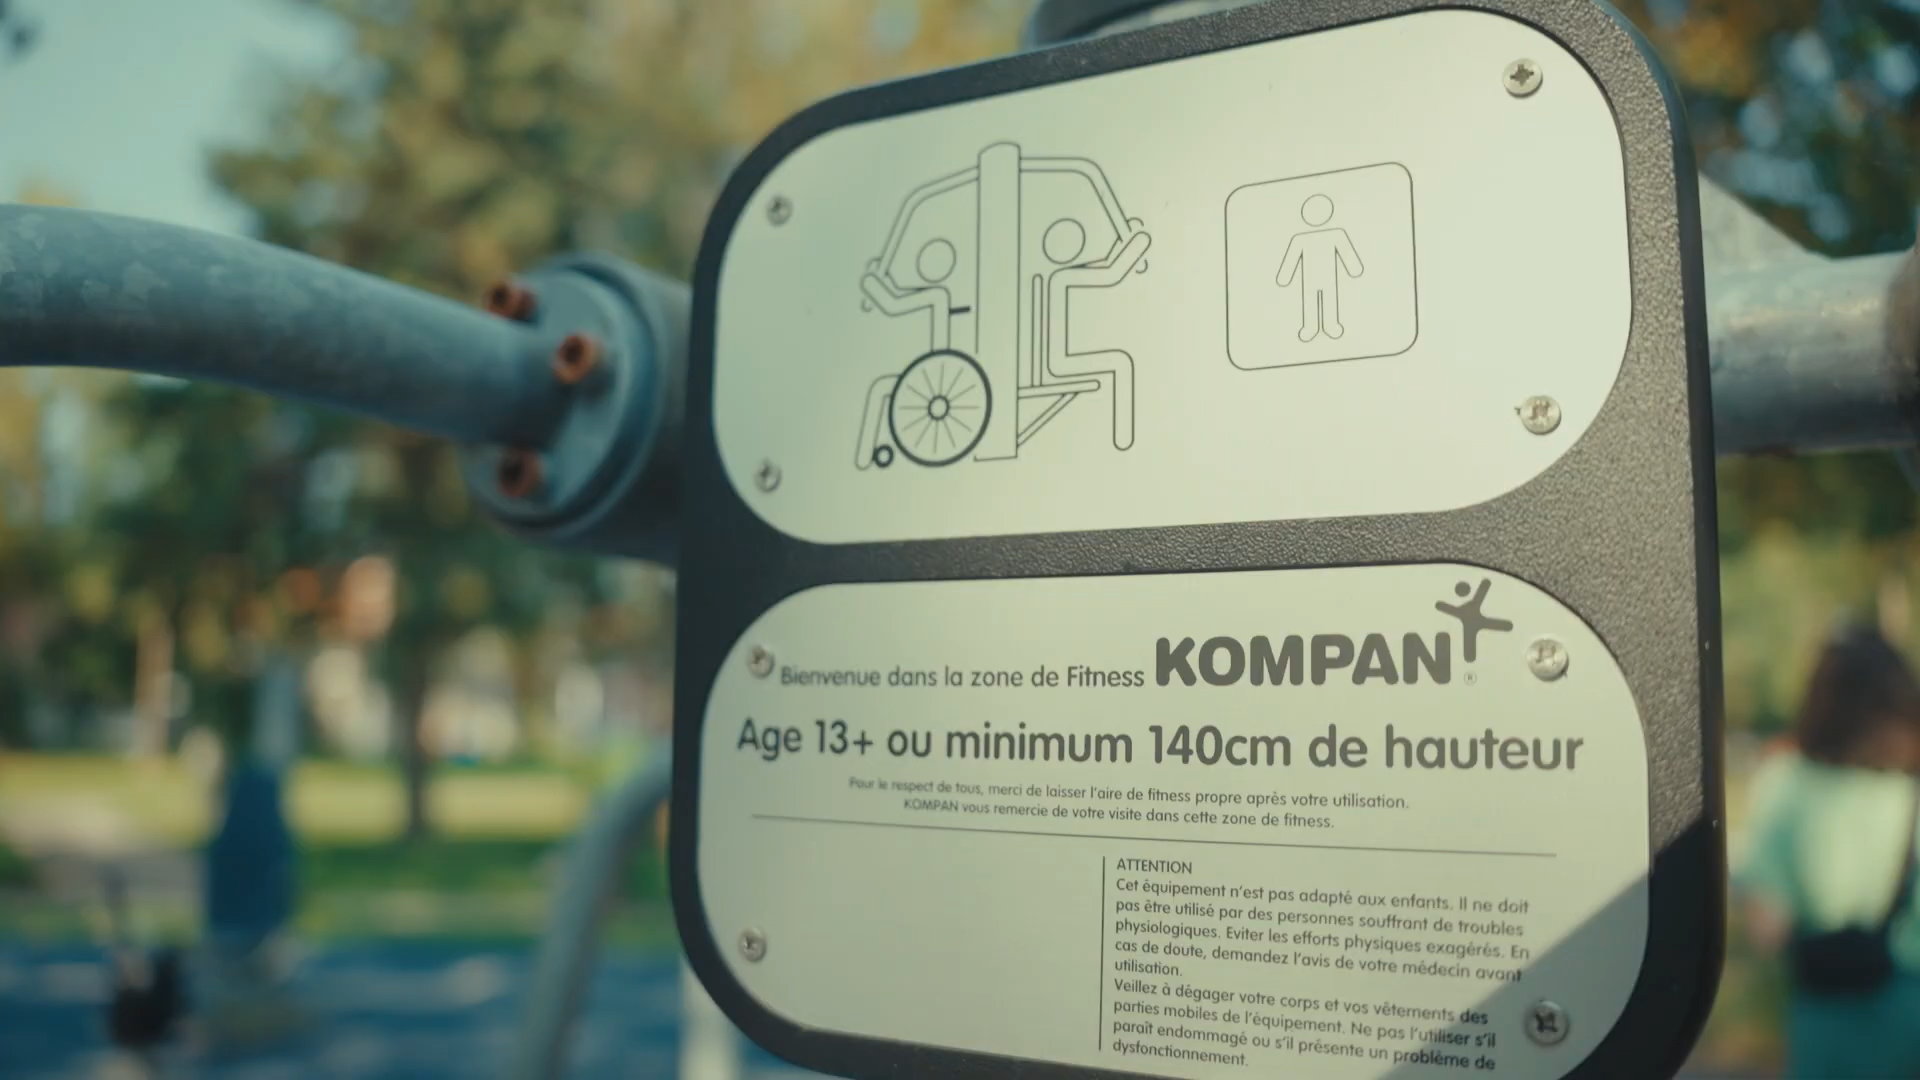 Bienvenue dans la zone de Fitness KOMPAN®
Age 13+ ou minimum 140cm de hauteur
Pour le respect de tous, merci de laisser l'aire de fitness propre après votre utilisation.
KOMPAN vous remercie de votre visite dans cette zone de fitness.
ATTENTION
Cet équipement n'est pas adapté aux enfants. Il ne doit
pas être utilisé par des personnes souffrant de troubles
physiologiques. Eviter les efforts physiques exagérés. En
cas de doute, demandez l'avis de votre médecin avant
utilisation.
Veillez à dégager votre corps et vos vêtements des
parties mobiles de l'équipement. Ne pas l'utiliser s'il
paraît endommagé ou s'il présente un problème de
dysfonctionnement.